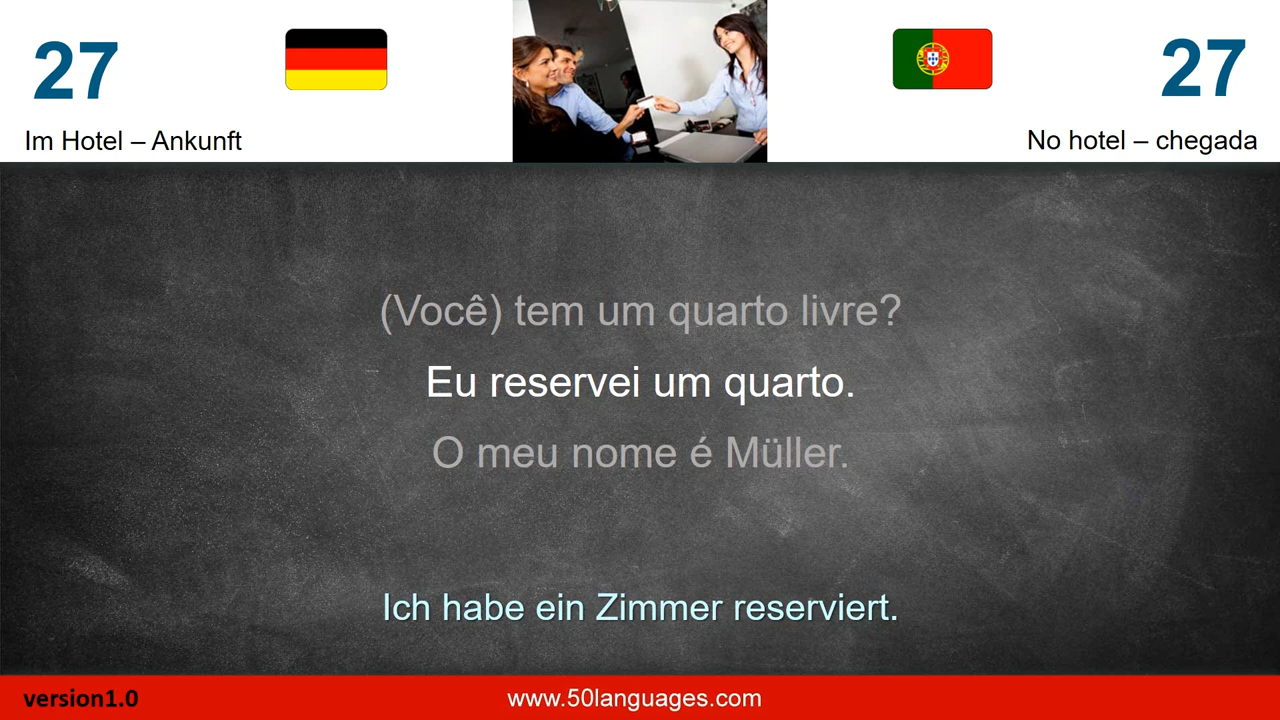 27
27
Im Hotel – Ankunft
No hotel – chegada
(Você) tem um quarto livre?
Eu reservei um quarto.
O meu nome é Müller.
Ich habe ein Zimmer reserviert.
version1.0
www.50languages.com